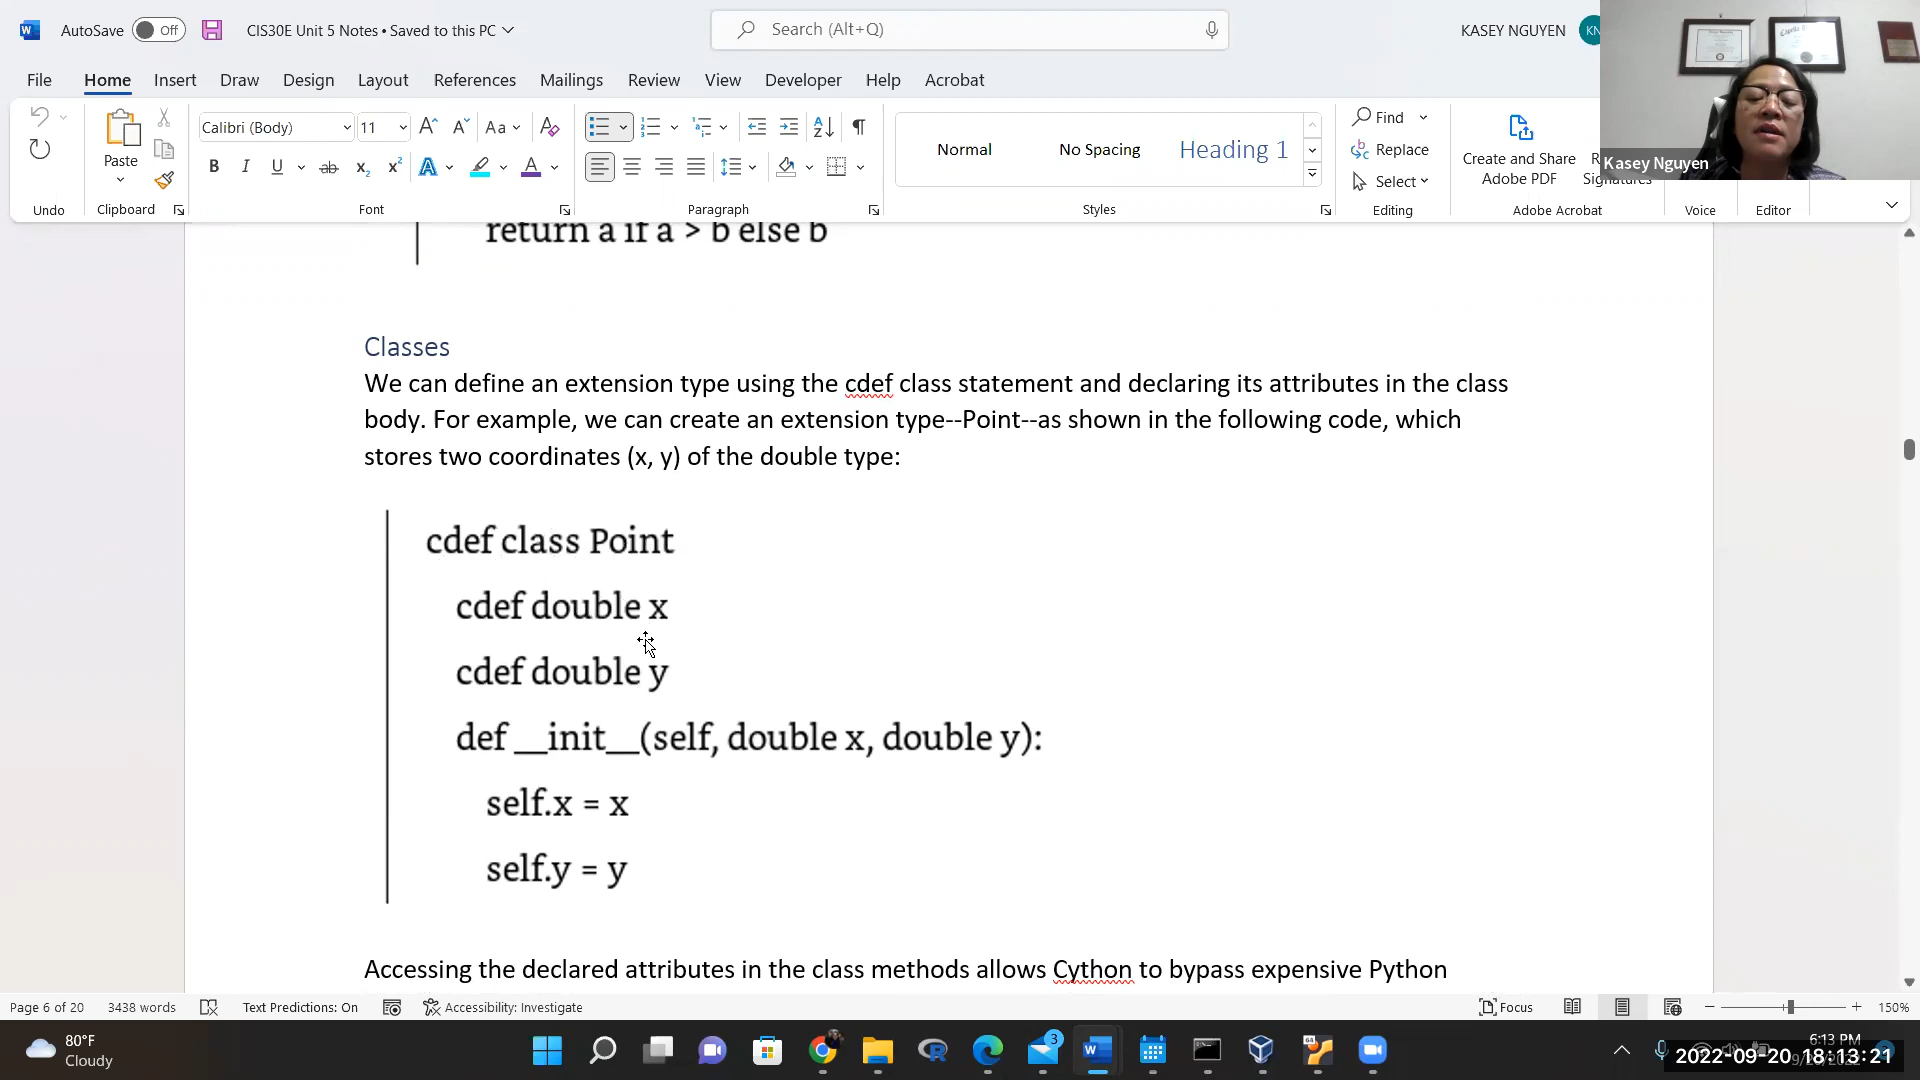 AutoSave Off CIS30E Unit 5 Notes • Saved to this PC Search (Alt+Q) KASEY NGUYEN KN
File Home Insert Draw Design Layout References Mailings Review View Developer Help Acrobat
Calibri (Body) 11 Aa
Paste
B I U ab x₂ x² A A
Normal No Spacing Heading 1
Find
Replace
Select
Create and Share
Adobe PDF
Signatures
Kasey Nguyen
Undo Clipboard Font Paragraph Styles Editing Adobe Acrobat Voice Editor
return a if a > b else b
Classes
We can define an extension type using the cdef class statement and declaring its attributes in the class
body. For example, we can create an extension type--Point--as shown in the following code, which
stores two coordinates (x, y) of the double type:
cdef class Point
cdef double x
cdef double y
def __init__(self, double x, double y):
self.x = x
self.y = y
Accessing the declared attributes in the class methods allows Cython to bypass expensive Python
Page 6 of 20 3438 words Text Predictions: On Accessibility: Investigate Focus 150%
80°F
Cloudy
3
64
6:13 PM
2022-09-20 18:13:21